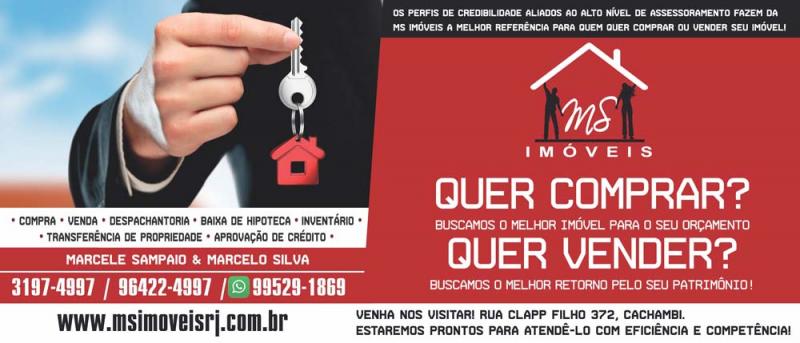 OS PERFIS DE CREDIBILIDADE ALIADOS AO ALTO NÍVEL DE ASSESSORAMENTO FAZEM DA
MS IMÓVEIS A MELHOR REFERÊNCIA PARA QUEM QUER COMPRAR OU VENDER SEU IMÓVEL!
MS
IMÓVEIS
QUER COMPRAR?
BUSCAMOS O MELHOR IMÓVEL PARA O SEU ORÇAMENTO
QUER VENDER?
BUSCAMOS O MELHOR RETORNO PELO SEU PATRIMÔNIO!
• COMPRA • VENDA • DESPACHANTORIA • BAIXA DE HIPOTECA • INVENTÁRIO •
• TRANSFERÊNCIA DE PROPRIEDADE • APROVAÇÃO DE CRÉDITO •
MARCELE SAMPAIO & MARCELO SILVA
3197-4997 / 96422-4997 / 99529-1869
www.msimoveisrj.com.br
VENHA NOS VISITAR! RUA CLAPP FILHO 372, CACHAMBI.
ESTAREMOS PRONTOS PARA ATENDÊ-LO COM EFICIÊNCIA E COMPETÊNCIA!